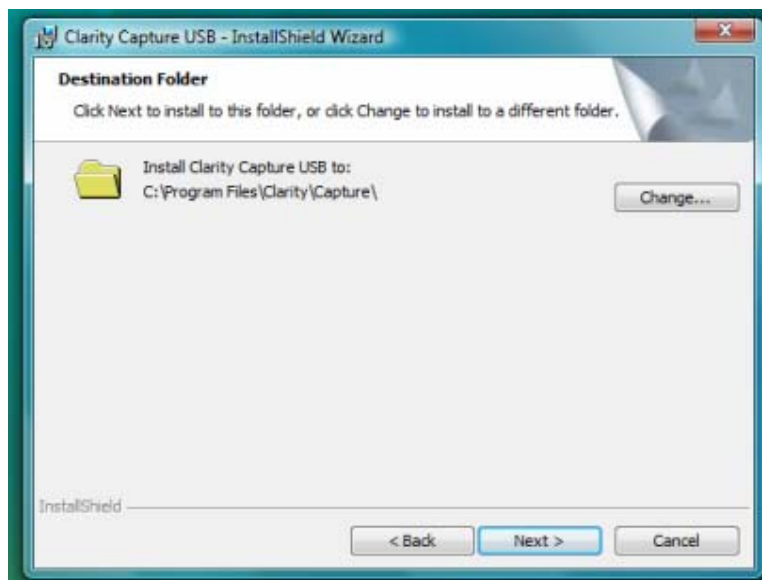 Clarity Capture USB - InstallShield Wizard
Destination Folder
Click Next to install to this folder, or click Change to install to a different folder.
Install Clarity Capture USB to:
C:\Program Files\Clarity\Capture\
Change...
InstallShield
< Back
Next >
Cancel